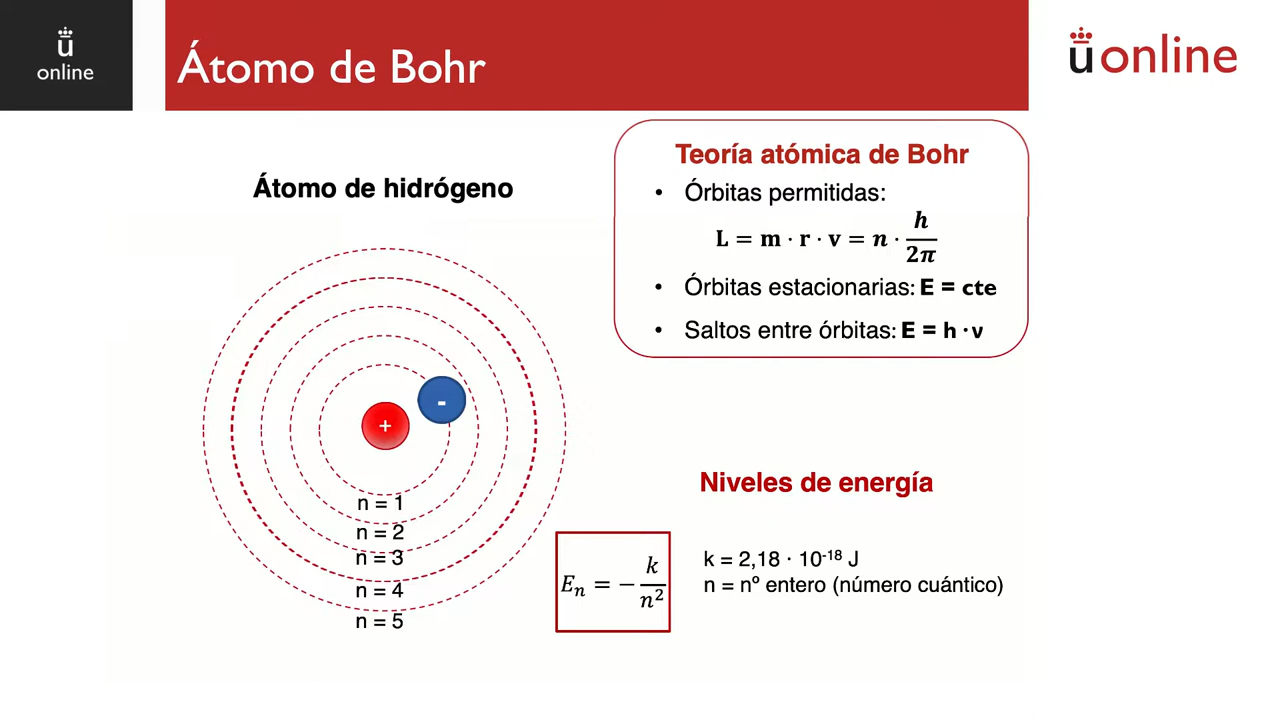 ü
online
Átomo de Bohr
üonline
Átomo de hidrógeno
Teoría atómica de Bohr
• Órbitas permitidas:
L = m · r · v = n · h/2π
• Órbitas estacionarias: E = cte
• Saltos entre órbitas: E = h · v
+
-
n = 1
n = 2
n = 3
n = 4
n = 5
Niveles de energía
Eₙ = − k/n²
k = 2,18 · 10⁻¹⁸ J
n = nº entero (número cuántico)